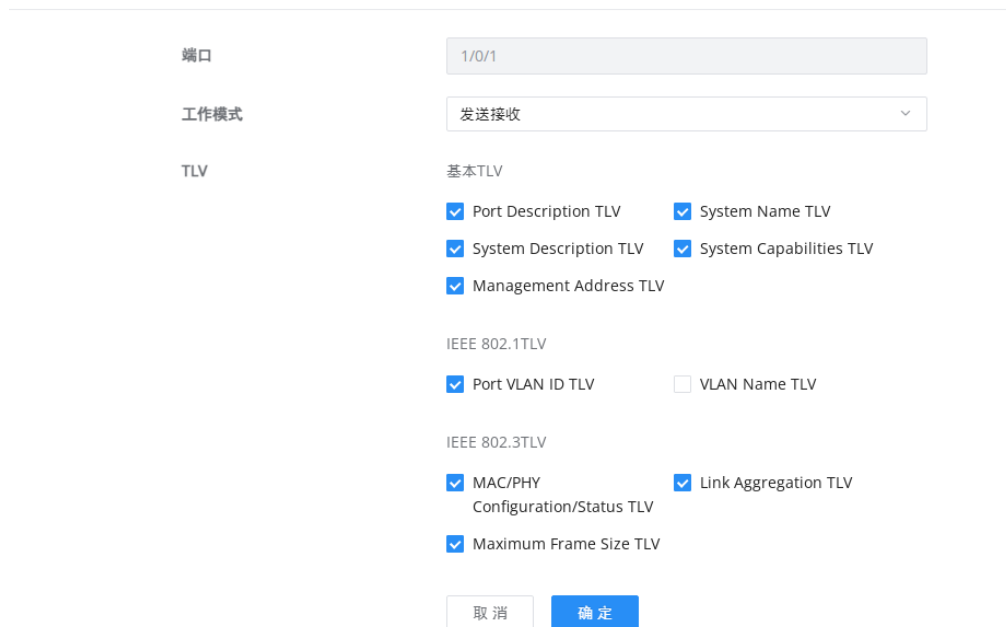 端口
1/0/1
工作模式
发送接收
TLV
基本TLV
Port Description TLV
System Name TLV
System Description TLV
System Capabilities TLV
Management Address TLV
IEEE 802.1TLV
Port VLAN ID TLV
VLAN Name TLV
IEEE 802.3TLV
MAC/PHY
Configuration/Status TLV
Link Aggregation TLV
Maximum Frame Size TLV
取消
确定